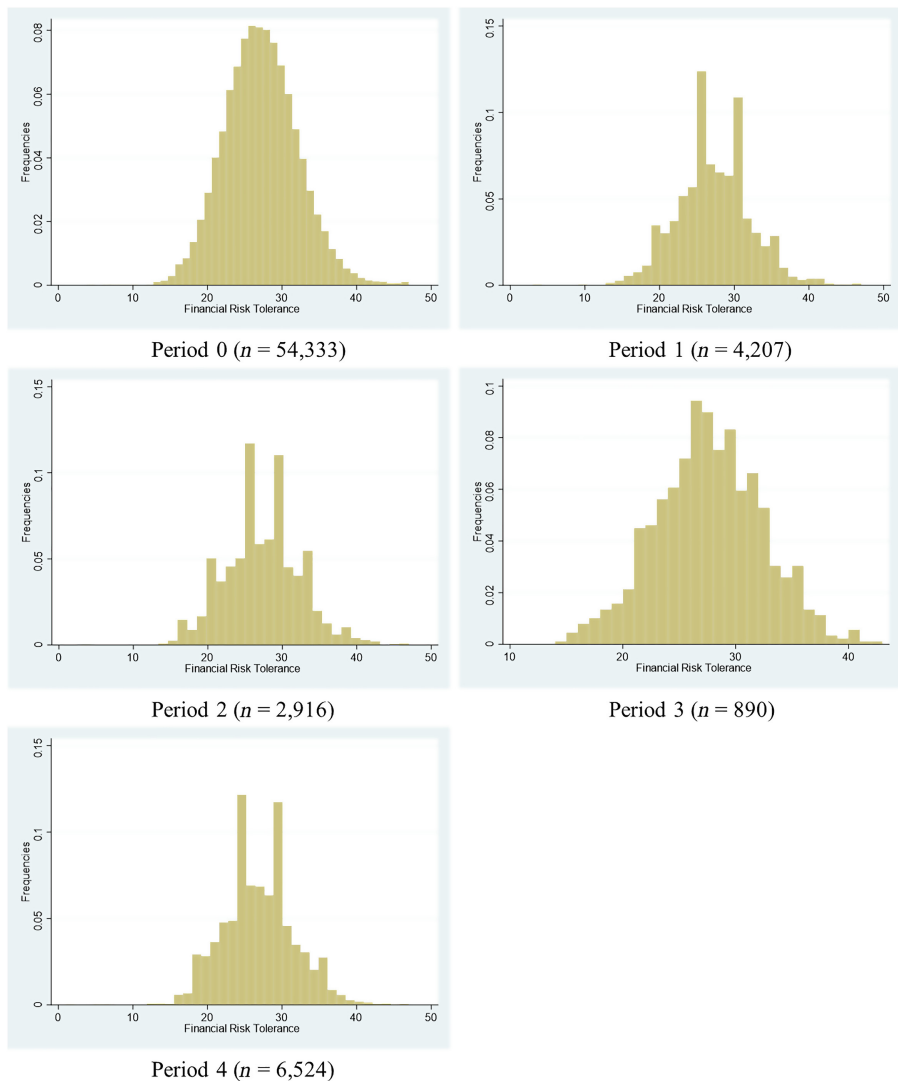 0.08
0.06
Frequencies
0.04
0.02
0
0 10 20 30 40 50
Financial Risk Tolerance
Period 0 (n = 54,333)
0.15
0.1
Frequencies
0.05
0
0 10 20 30 40 50
Financial Risk Tolerance
Period 1 (n = 4,207)
0.15
0.1
Frequencies
0.05
0
0 10 20 30 40 50
Financial Risk Tolerance
Period 2 (n = 2,916)
0.1
0.08
0.06
Frequencies
0.04
0.02
0
10 20 30 40
Financial Risk Tolerance
Period 3 (n = 890)
0.15
0.1
Frequencies
0.05
0
0 10 20 30 40 50
Financial Risk Tolerance
Period 4 (n = 6,524)